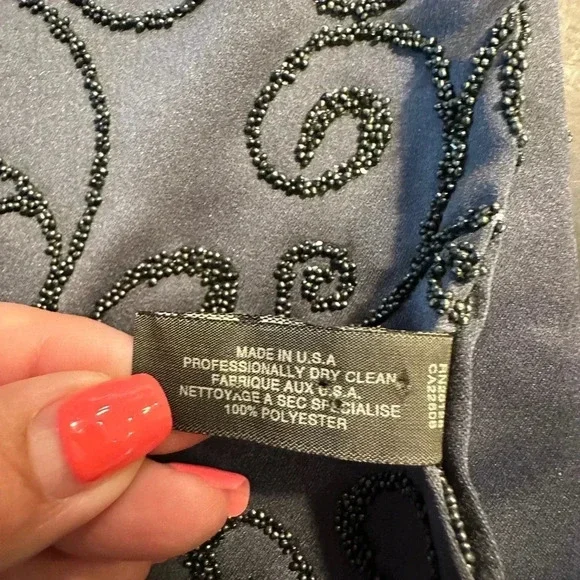 MADE IN U.S.A
PROFESSIONALLY DRY CLEAN
FABRIQUE AUX U.S.A.
NETTOYAGE A SEC SPECIALISE
100% POLYESTER